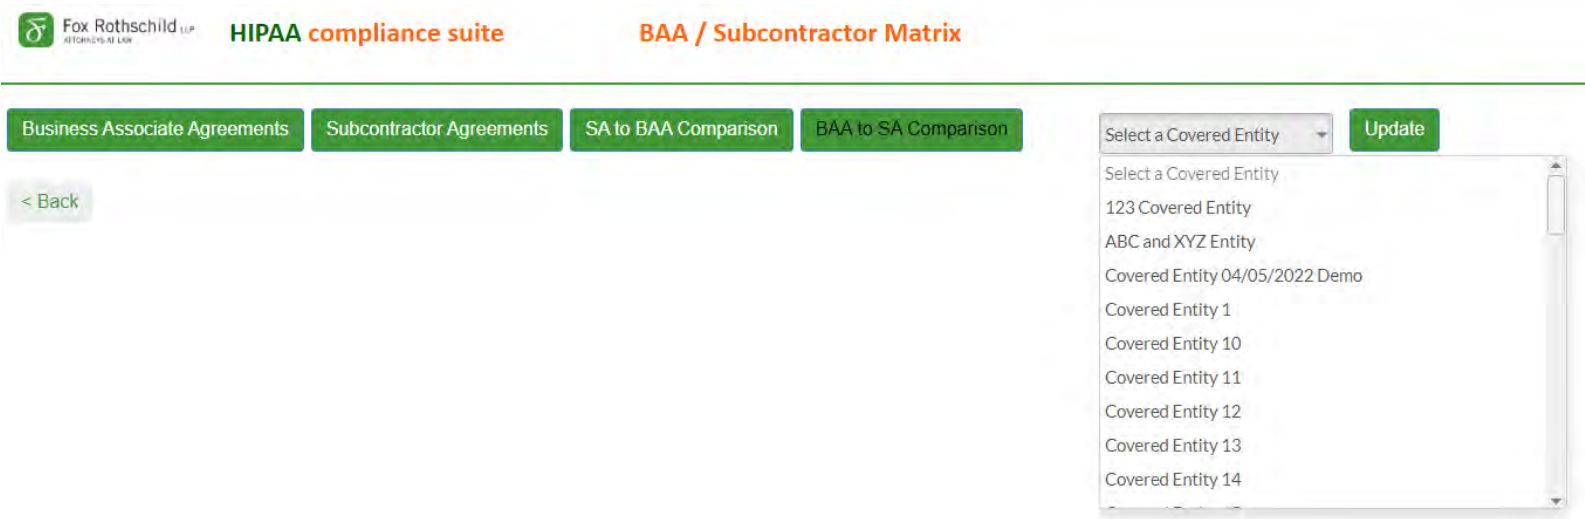 Fox Rothschild LLP
ATTORNEYS AT LAW
HIPAA compliance suite
BAA / Subcontractor Matrix
Business Associate Agreements
Subcontractor Agreements
SA to BAA Comparison
BAA to SA Comparison
Select a Covered Entity
Update
< Back
Select a Covered Entity
123 Covered Entity
ABC and XYZ Entity
Covered Entity 04/05/2022 Demo
Covered Entity 1
Covered Entity 10
Covered Entity 11
Covered Entity 12
Covered Entity 13
Covered Entity 14